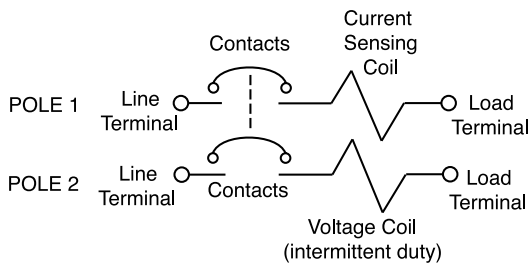 Current
Sensing
Coil
Contacts
POLE 1
Line
Terminal
Load
Terminal
POLE 2
Line
Terminal
Contacts
Load
Terminal
Voltage Coil
(intermittent duty)